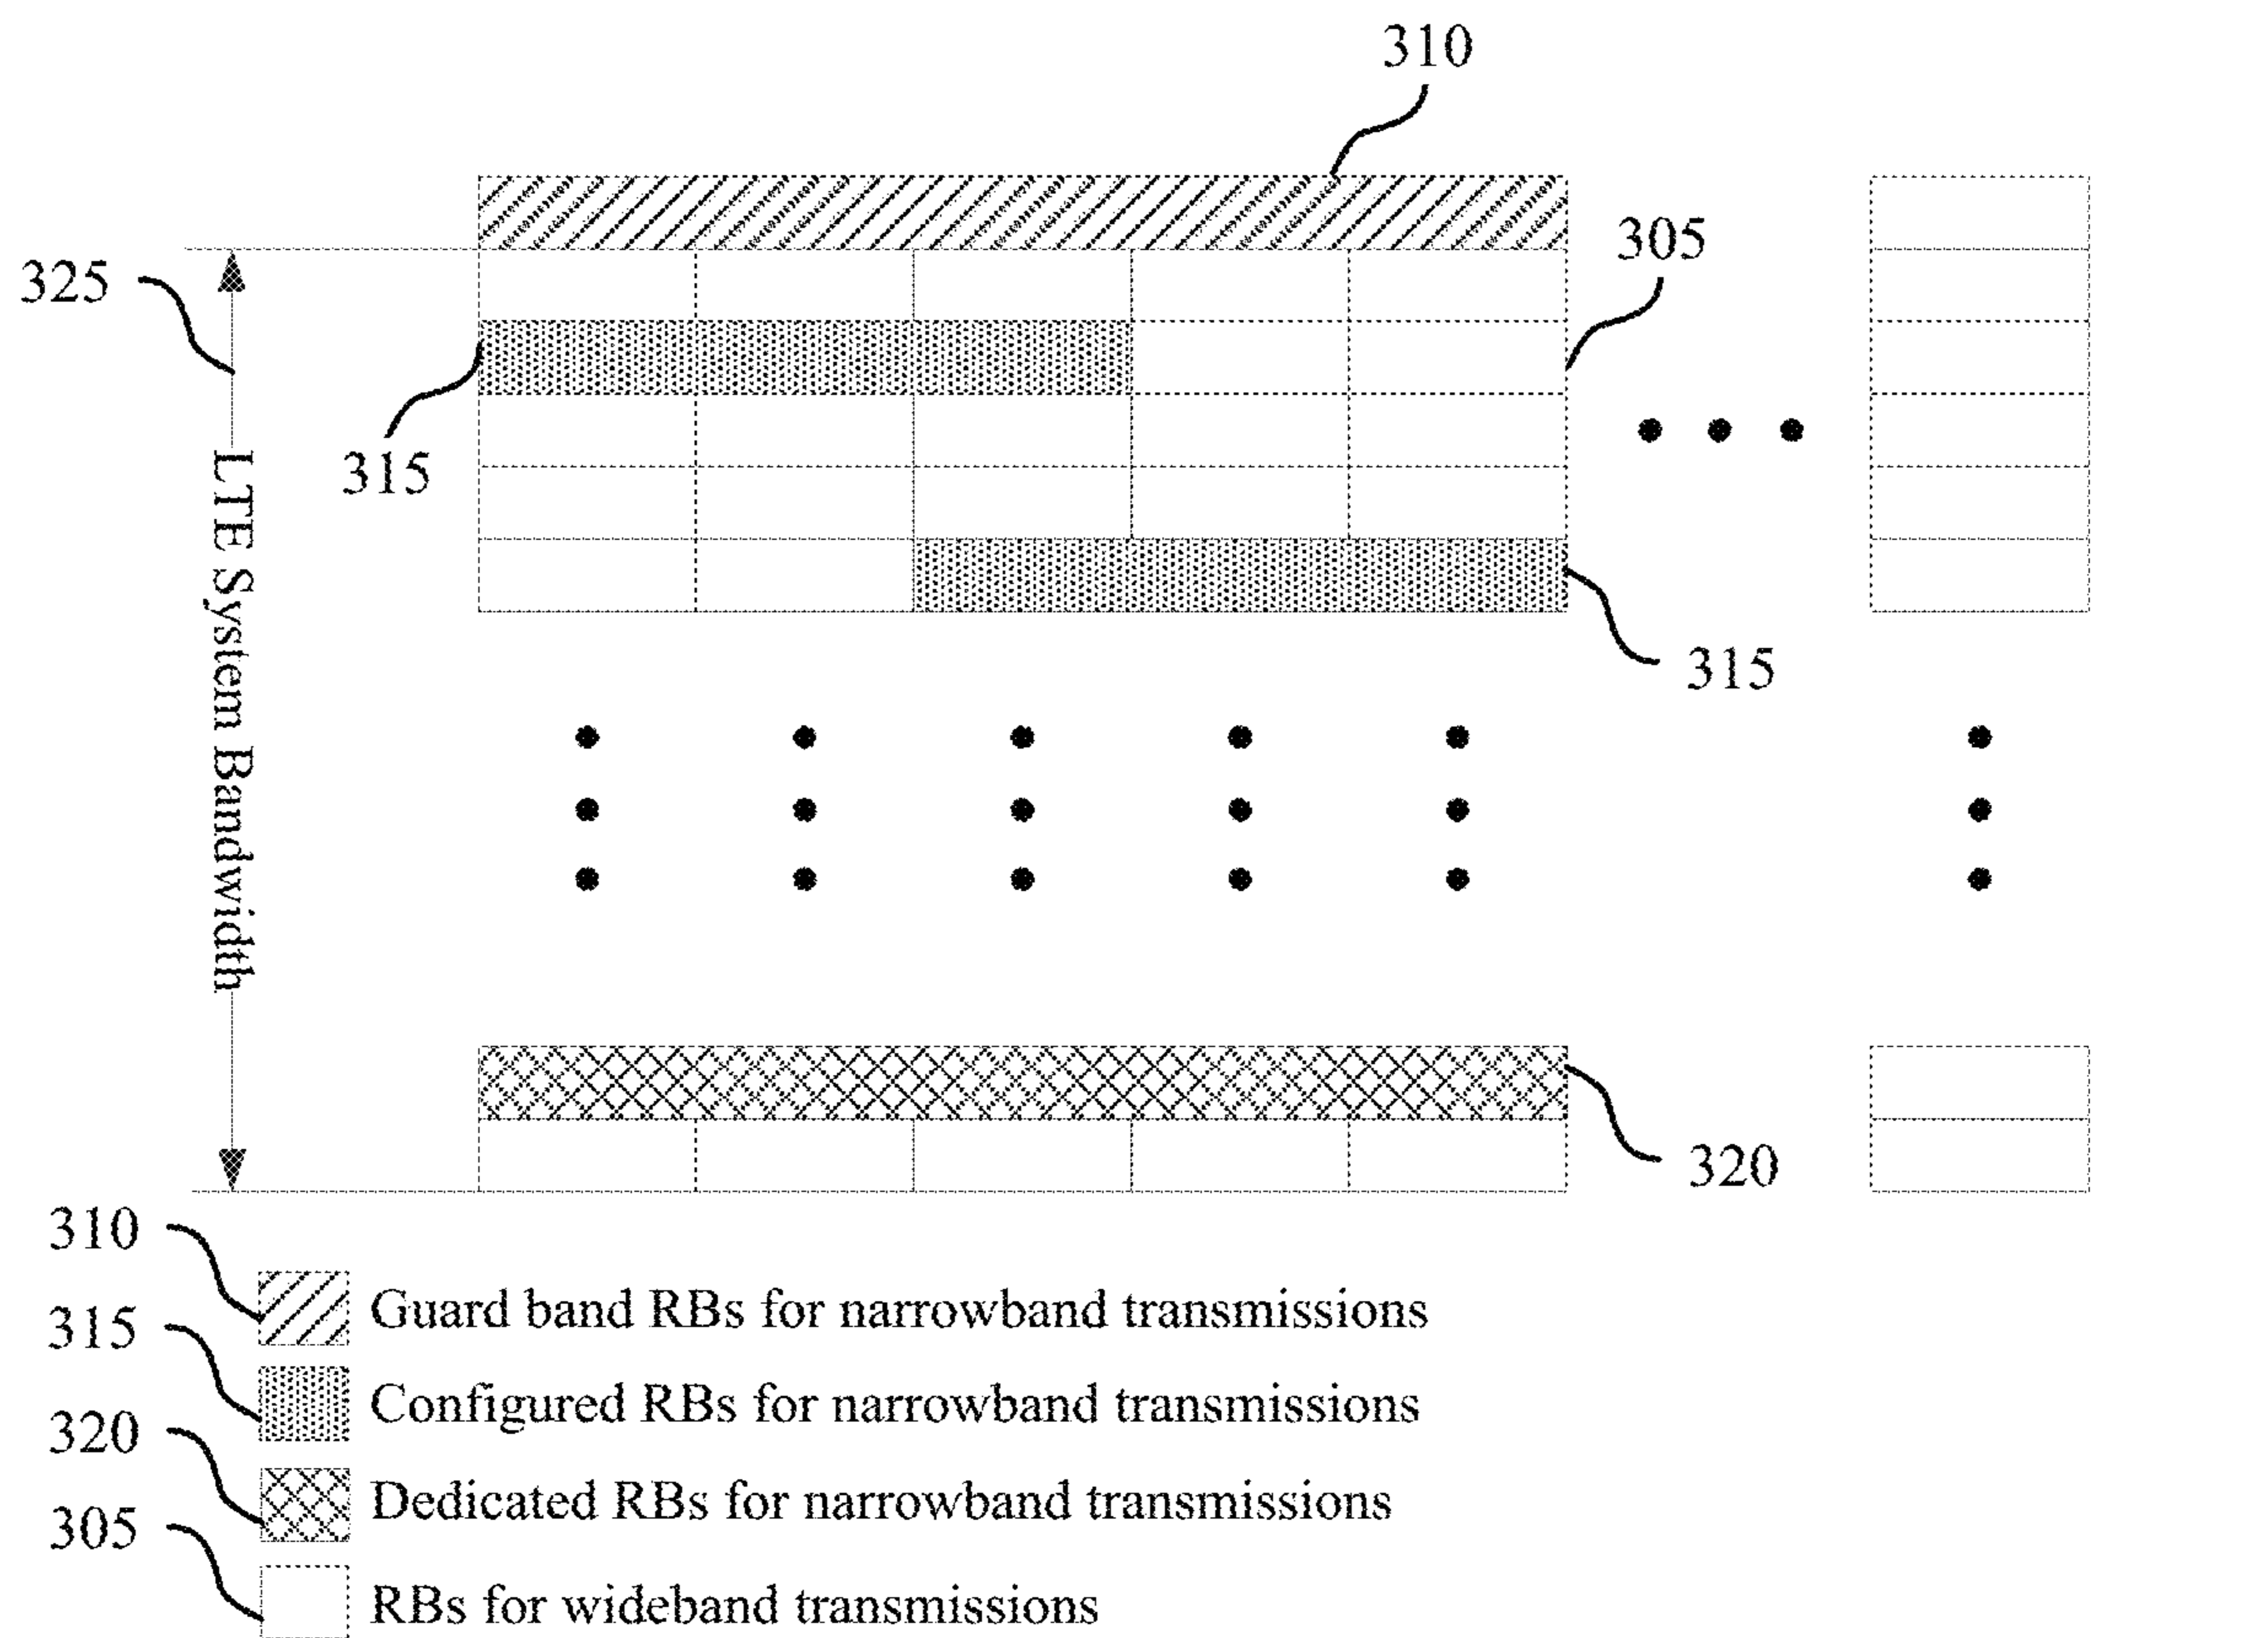 310
305
325
315
LTE System Bandwidth
315
320
310
Guard band RBs for narrowband transmissions
315
Configured RBs for narrowband transmissions
320
Dedicated RBs for narrowband transmissions
305
RBs for wideband transmissions